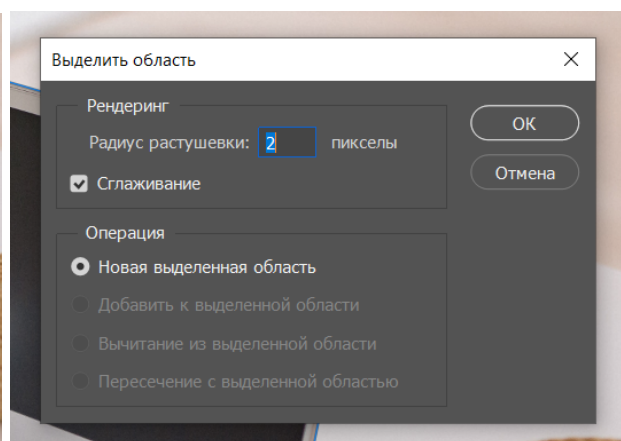 Выделить область
Рендеринг
Радиус растушевки: 2 пикселы
Сглаживание
ОК
Отмена
Операция
Новая выделенная область
Добавить к выделенной области
Вычитание из выделенной области
Пересечение с выделенной областью